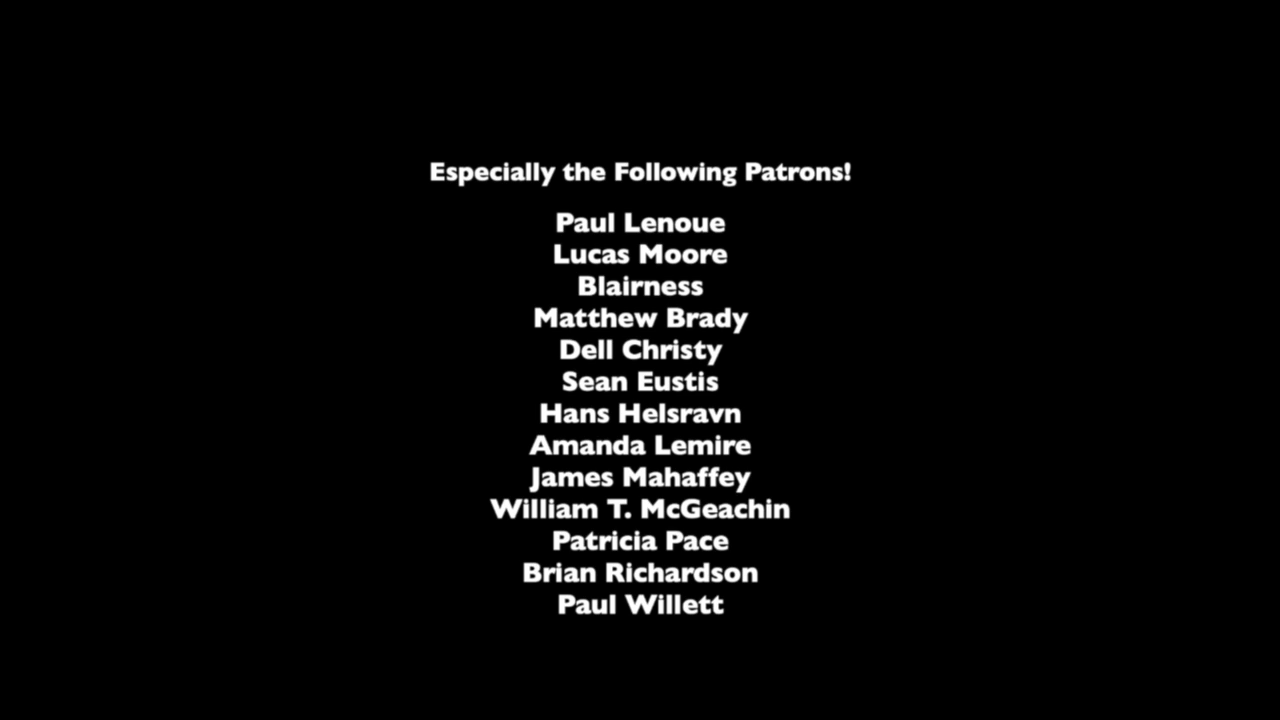 Especially the Following Patrons!
Paul Lenoue
Lucas Moore
Blairness
Matthew Brady
Dell Christy
Sean Eustis
Hans Helsravn
Amanda Lemire
James Mahaffey
William T. McGeachin
Patricia Pace
Brian Richardson
Paul Willett